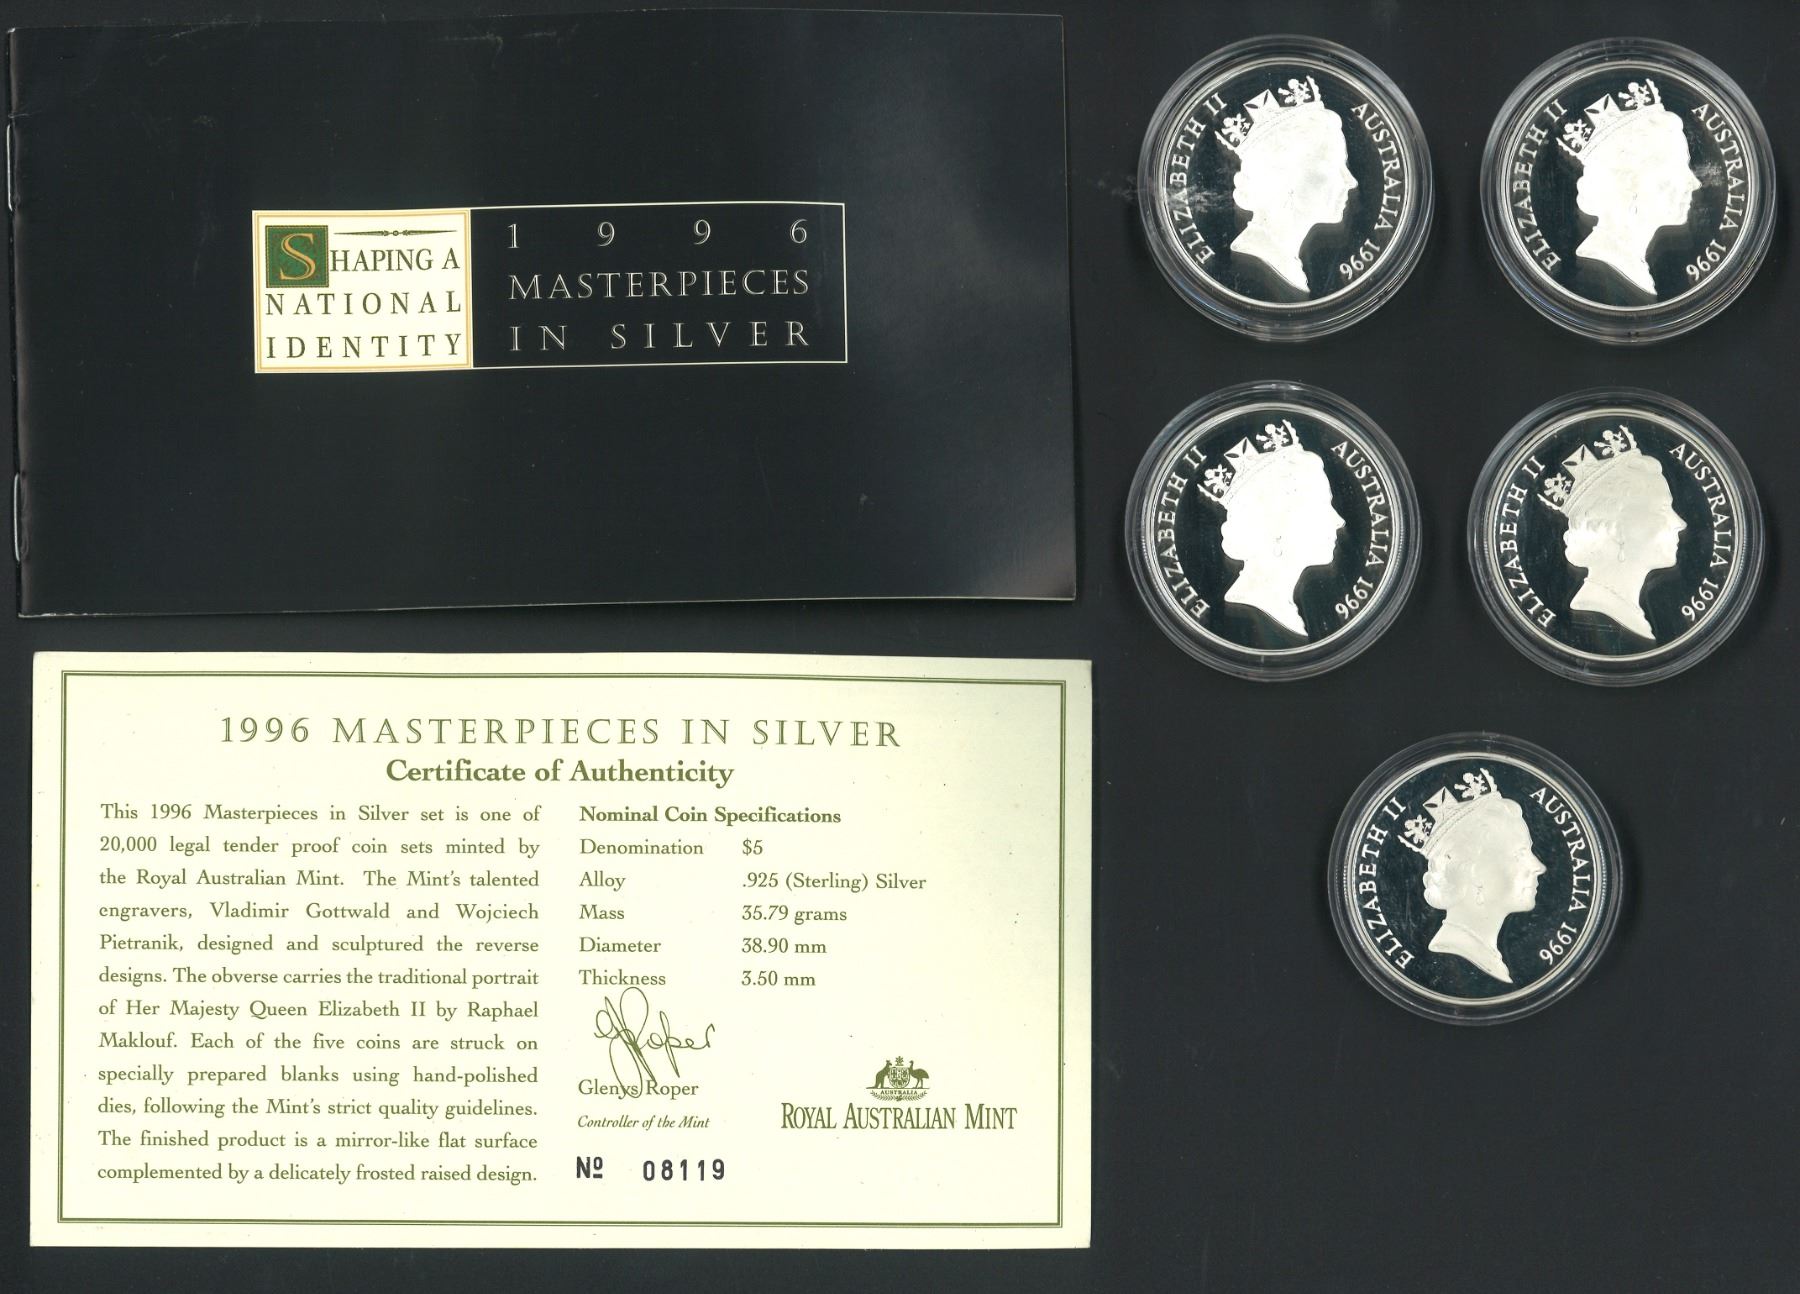 SHAPING A
NATIONAL
IDENTITY
1996
MASTERPIECES
IN SILVER
1996 MASTERPIECES IN SILVER
Certificate of Authenticity
This 1996 Masterpieces in Silver set is one of
20,000 legal tender proof coin sets minted by
the Royal Australian Mint. The Mint's talented
engravers, Vladimir Gottwald and Wojciech
Pietranik, designed and sculptured the reverse
designs. The obverse carries the traditional portrait
of Her Majesty Queen Elizabeth II by Raphael
Maklouf. Each of the five coins are struck on
specially prepared blanks using hand-polished
dies, following the Mint's strict quality guidelines.
The finished product is a mirror-like flat surface
complemented by a delicately frosted raised design.
Nominal Coin Specifications
Denomination $5
Alloy .925 (Sterling) Silver
Mass 35.79 grams
Diameter 38.90 mm
Thickness 3.50 mm
G Roper
Glenys Roper
Controller of the Mint
Nº 08119
AUSTRALIA
ROYAL AUSTRALIAN MINT
ELIZABETH II AUSTRALIA 1996
ELIZABETH II AUSTRALIA 1996
ELIZABETH II AUSTRALIA 1996
ELIZABETH II AUSTRALIA 1996
ELIZABETH II AUSTRALIA 1996